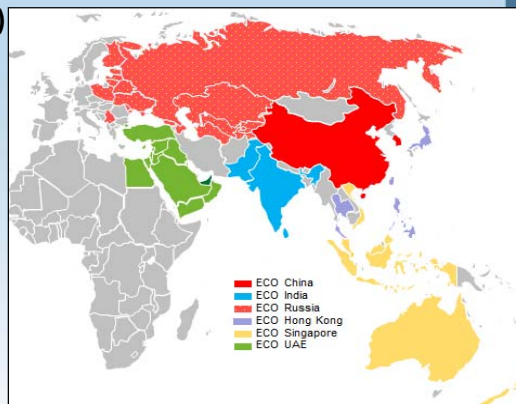 )
ECO China
ECO India
ECO Russia
ECO Hong Kong
ECO Singapore
ECO UAE